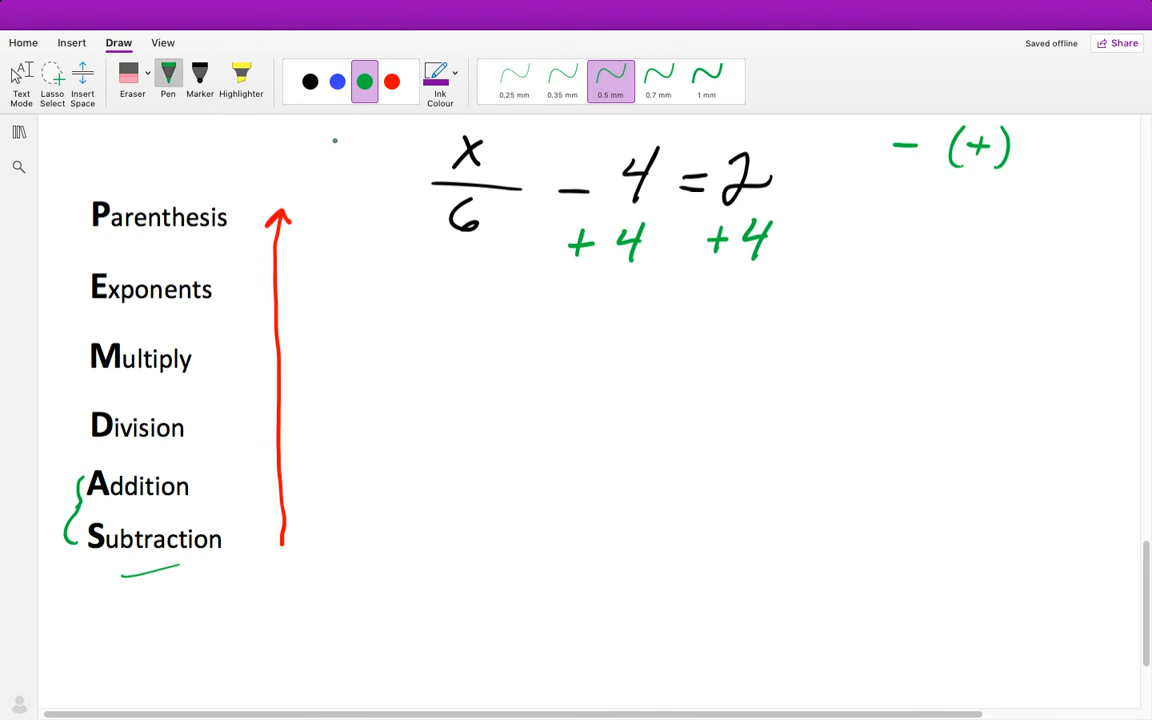 Home Insert Draw View
Saved offline Share
Text Mode
Lasso Select
Insert Space
Eraser
Pen
Marker
Highlighter
Ink Colour
0.25 mm
0.35 mm
0.5 mm
0.7 mm
1 mm
x/6 - 4 = 2
+ 4 + 4
- (+)
Parenthesis
Exponents
Multiply
Division
Addition
Subtraction